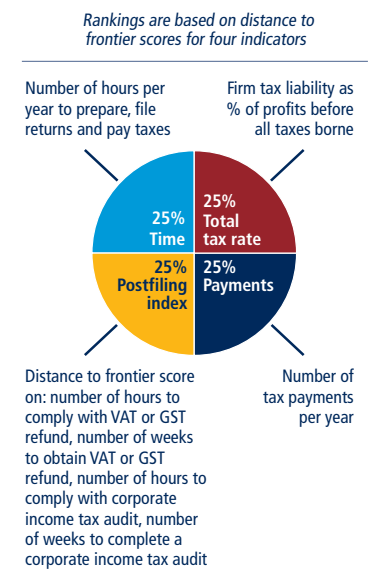 Rankings are based on distance to
frontier scores for four indicators
Number of hours per
year to prepare, file
returns and pay taxes
Firm tax liability as
% of profits before
all taxes borne
25%
Time
25%
Total
tax rate
25%
Postfiling
index
25%
Payments
Distance to frontier score
on: number of hours to
comply with VAT or GST
refund, number of weeks
to obtain VAT or GST
refund, number of hours to
comply with corporate
income tax audit, number
of weeks to complete a
corporate income tax audit
Number of
tax payments
per year